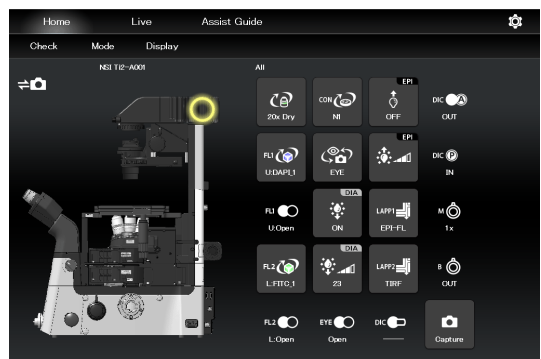 Home Live Assist Guide
Check Mode Display
NSI Ti2-A001
All
EPI
20x Dry
CON
N1
OFF
DIC A
OUT
EPI
FL1
U:DAPI_1
EYE
DIC P
IN
DIA
FL1
U:Open
ON
LAPP1
EPI-FL
M
1x
DIA
FL2
L:FITC_1
23
LAPP2
TIRF
B
OUT
FL2
L:Open
EYE
Open
DIC
Capture